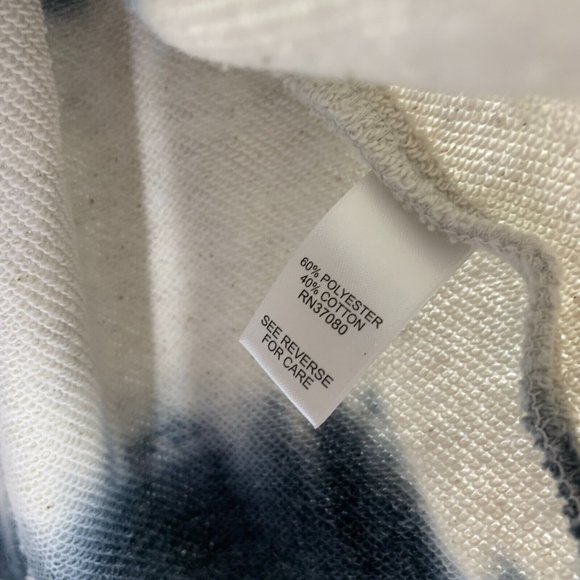 60% POLYESTER
40% COTTON
RN37080
SEE REVERSE
FOR CARE